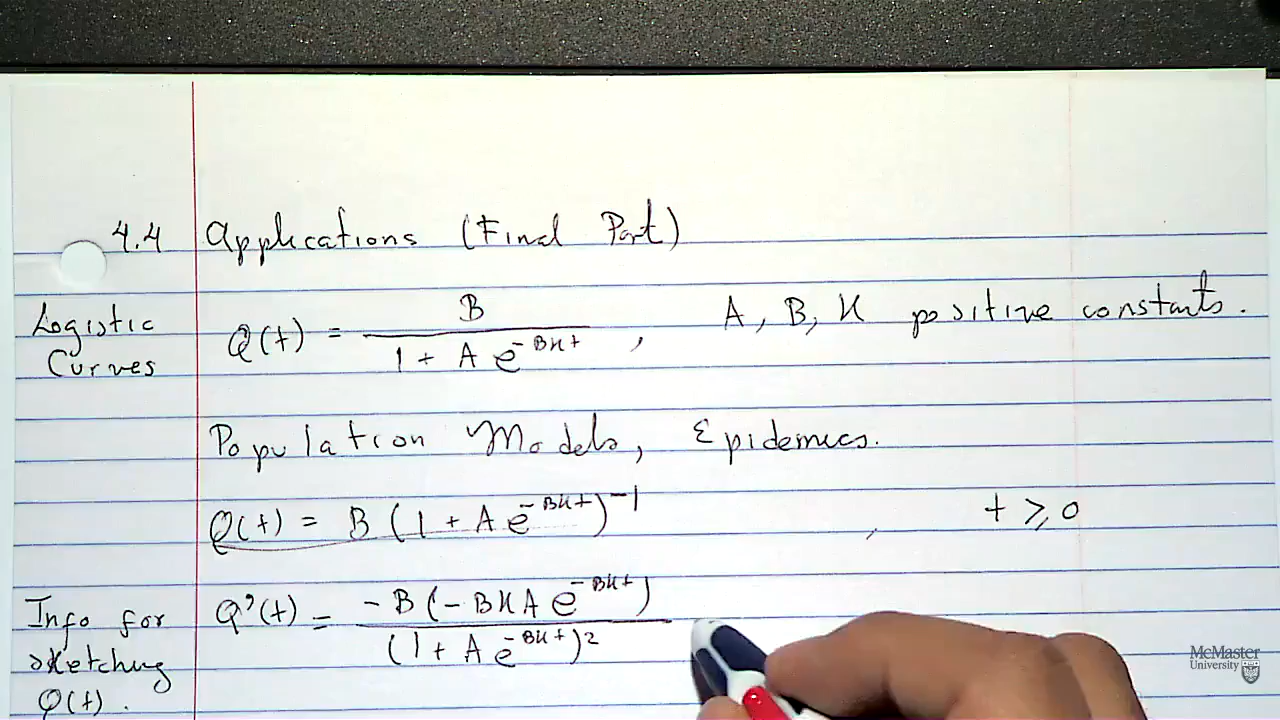 4.4 Applications (Final Part)
Logistic Curves
Q(t) = B / (1 + A e^{-Bkt}) , A, B, k positive constants.
Population Models, Epidemics.
Q(t) = B (1 + A e^{-Bkt})^{-1} , t ≥ 0
Info for sketching Q(t).
Q'(t) = -B (-BkA e^{-Bkt}) / (1 + A e^{-Bkt})^2
McMaster
University